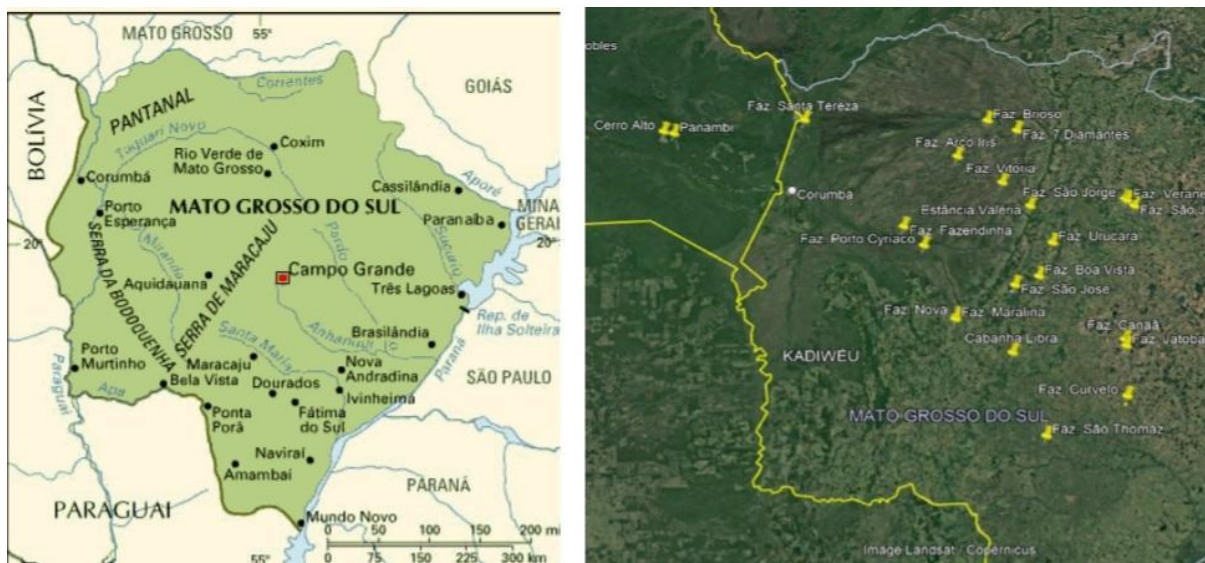 MATO GROSSO
55°
GOIÁS
BOLÍVIA
PANTANAL
Correntes
Taquari Novo
Coxim
Rio Verde de
Mato Grosso
Corumbá
Cassilândia
Aporé
MINAS
GERAI
Porto
Esperança
MATO GROSSO DO SUL
Paranaíba
20°
20°
SERRA DA BODOQUENHA
Miranda
SERRA DE MARACAJU
Pardo
Sucuriú
Aquidauana
Campo Grande
Três Lagoas
Rep. de
Ilha Solteira
Santa Maria
Anhanduí
Brasilândia
Paraná
Porto
Murtinho
Maracaju
Nova
Andradina
SÃO PAULO
Paraguai
Apa
Bela Vista
Dourados
Ivinheima
Ponta
Porã
Fátima
do Sul
Naviraí
Amambai
PARANÁ
PARAGUAI
Mundo Novo
0 50 100 150 200 mi
0 75 150 225 300 km
55°
obles
Faz. Santa Tereza
Cerro Alto
Panambi
Faz. Brioso
Faz. 7 Diamantes
Faz. Arco Iris
Faz. Vitória
Corumba
Faz. São Jorge
Faz. Verane
Estância Valéria
Faz. São J
Faz. Fazendinha
Faz. Porto Cyriaco
Faz. Urucara
Faz. Boa Vista
Faz. São José
Faz. Nova
Faz. Maralina
Faz. Canaã
Cabanha Libra
Faz. Jatoba
KADIWÉU
Faz. Curvelo
MATO GROSSO DO SUL
Faz. São Thomaz
Image Landsat / Copernicus